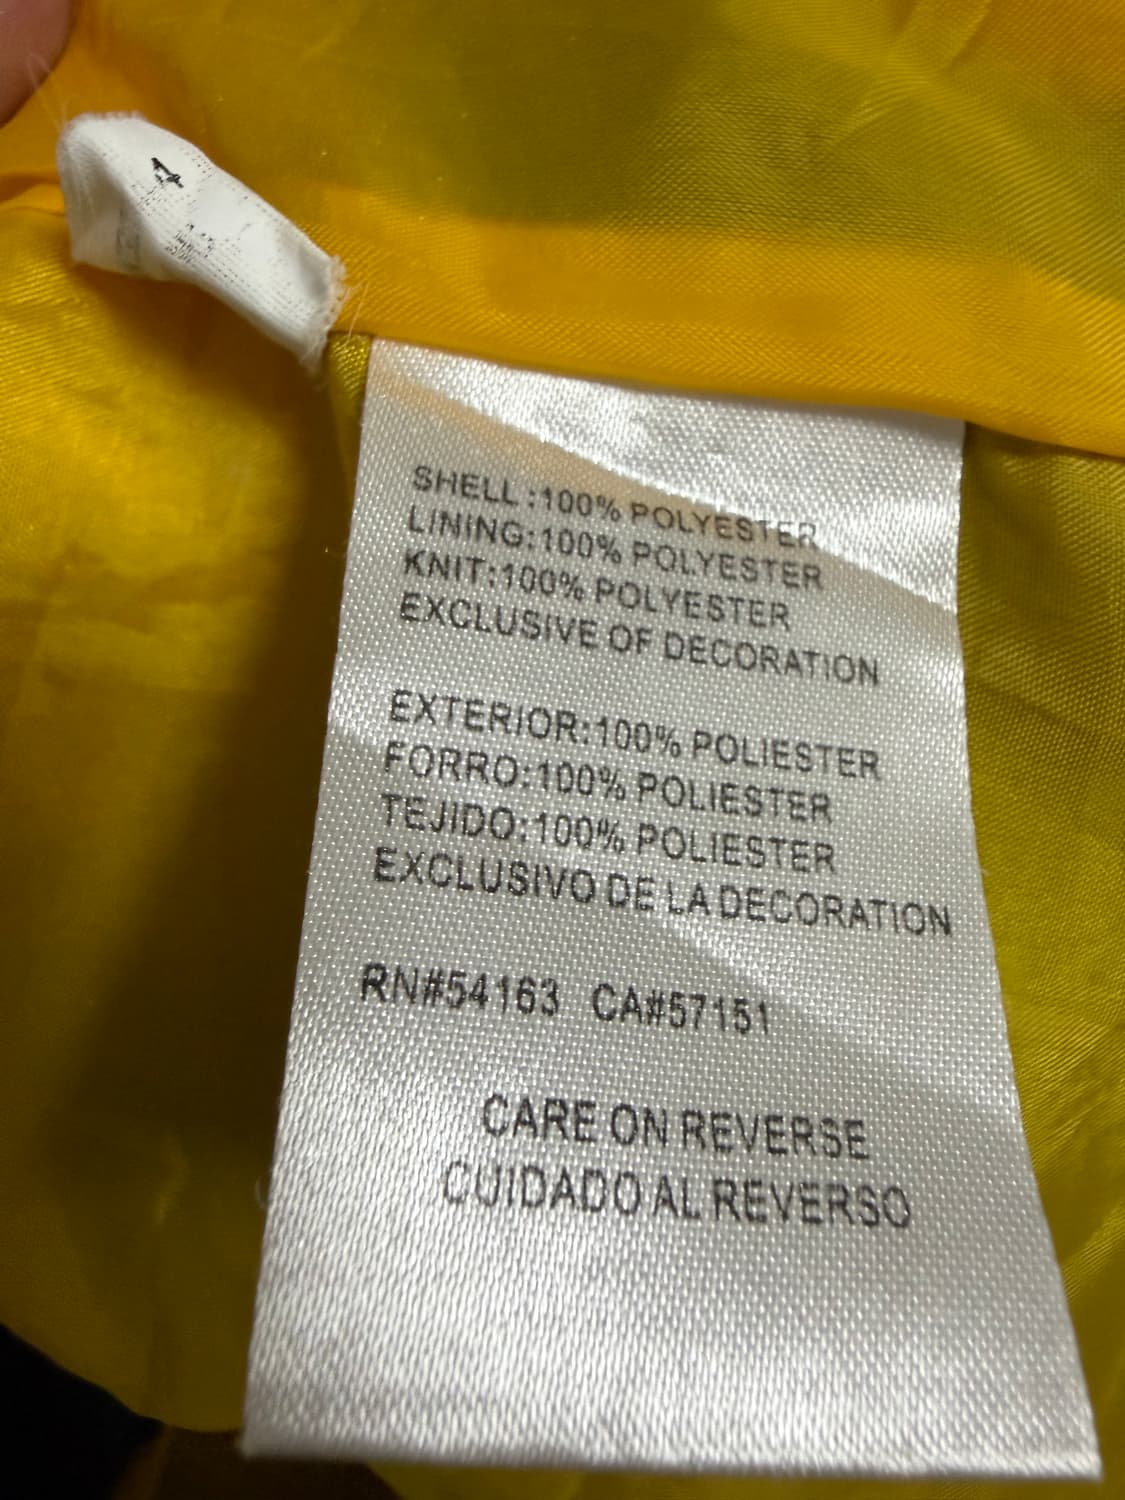 4
SHELL:100% POLYESTER
LINING:100% POLYESTER
KNIT:100% POLYESTER
EXCLUSIVE OF DECORATION
EXTERIOR:100% POLIESTER
FORRO:100% POLIESTER
TEJIDO:100% POLIESTER
EXCLUSIVO DE LA DECORATION
RN#54163 CA#57151
CARE ON REVERSE
CUIDADO AL REVERSO